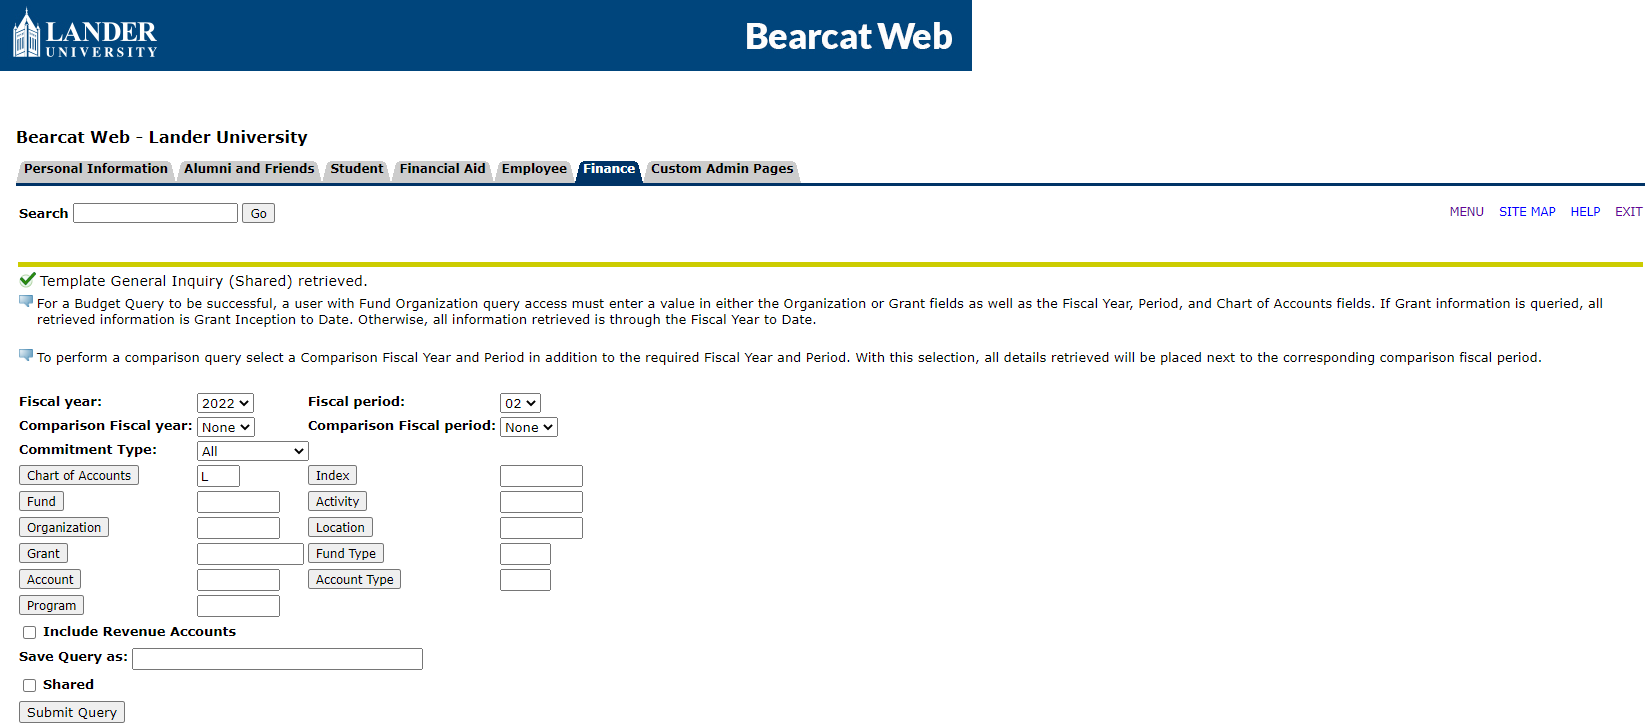 LANDER
UNIVERSITY
Bearcat Web
Bearcat Web - Lander University
Personal Information Alumni and Friends Student Financial Aid Employee Finance Custom Admin Pages
Search Go MENU SITE MAP HELP EXIT
Template General Inquiry (Shared) retrieved.
For a Budget Query to be successful, a user with Fund Organization query access must enter a value in either the Organization or Grant fields as well as the Fiscal Year, Period, and Chart of Accounts fields. If Grant information is queried, all
retrieved information is Grant Inception to Date. Otherwise, all information retrieved is through the Fiscal Year to Date.
To perform a comparison query select a Comparison Fiscal Year and Period in addition to the required Fiscal Year and Period. With this selection, all details retrieved will be placed next to the corresponding comparison fiscal period.
Fiscal year: 2022 Fiscal period: 02
Comparison Fiscal year: None Comparison Fiscal period: None
Commitment Type: All
Chart of Accounts L Index
Fund Activity
Organization Location
Grant Fund Type
Account Account Type
Program
Include Revenue Accounts
Save Query as:
Shared
Submit Query